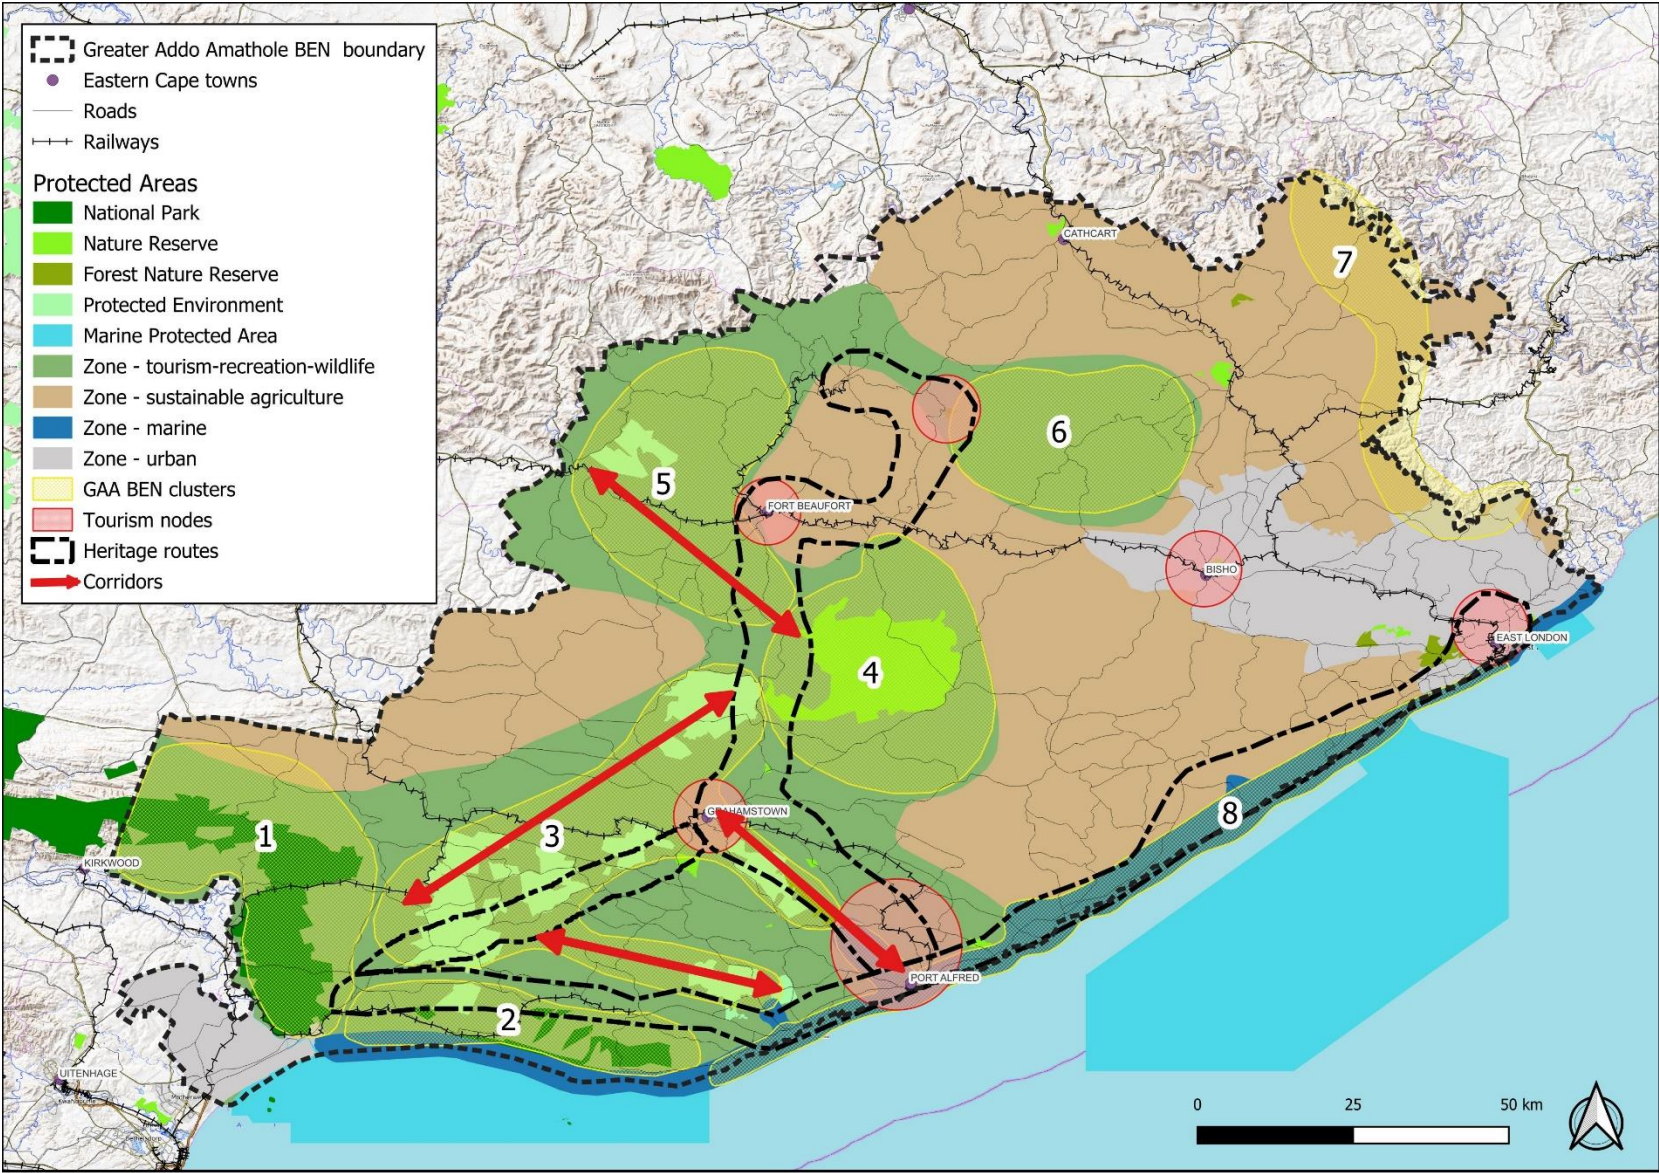 Greater Addo Amathole BEN boundary
Eastern Cape towns
Roads
Railways
Protected Areas
National Park
Nature Reserve
Forest Nature Reserve
Protected Environment
Marine Protected Area
Zone - tourism-recreation-wildlife
Zone - sustainable agriculture
Zone - marine
Zone - urban
GAA BEN clusters
Tourism nodes
Heritage routes
Corridors
CATHCART
7
6
5
FORT BEAUFORT
BISHO
EAST LONDON
4
8
GRAHAMSTOWN
1
3
KIRKWOOD
PORT ALFRED
2
UITENHAGE
0
25
50 km